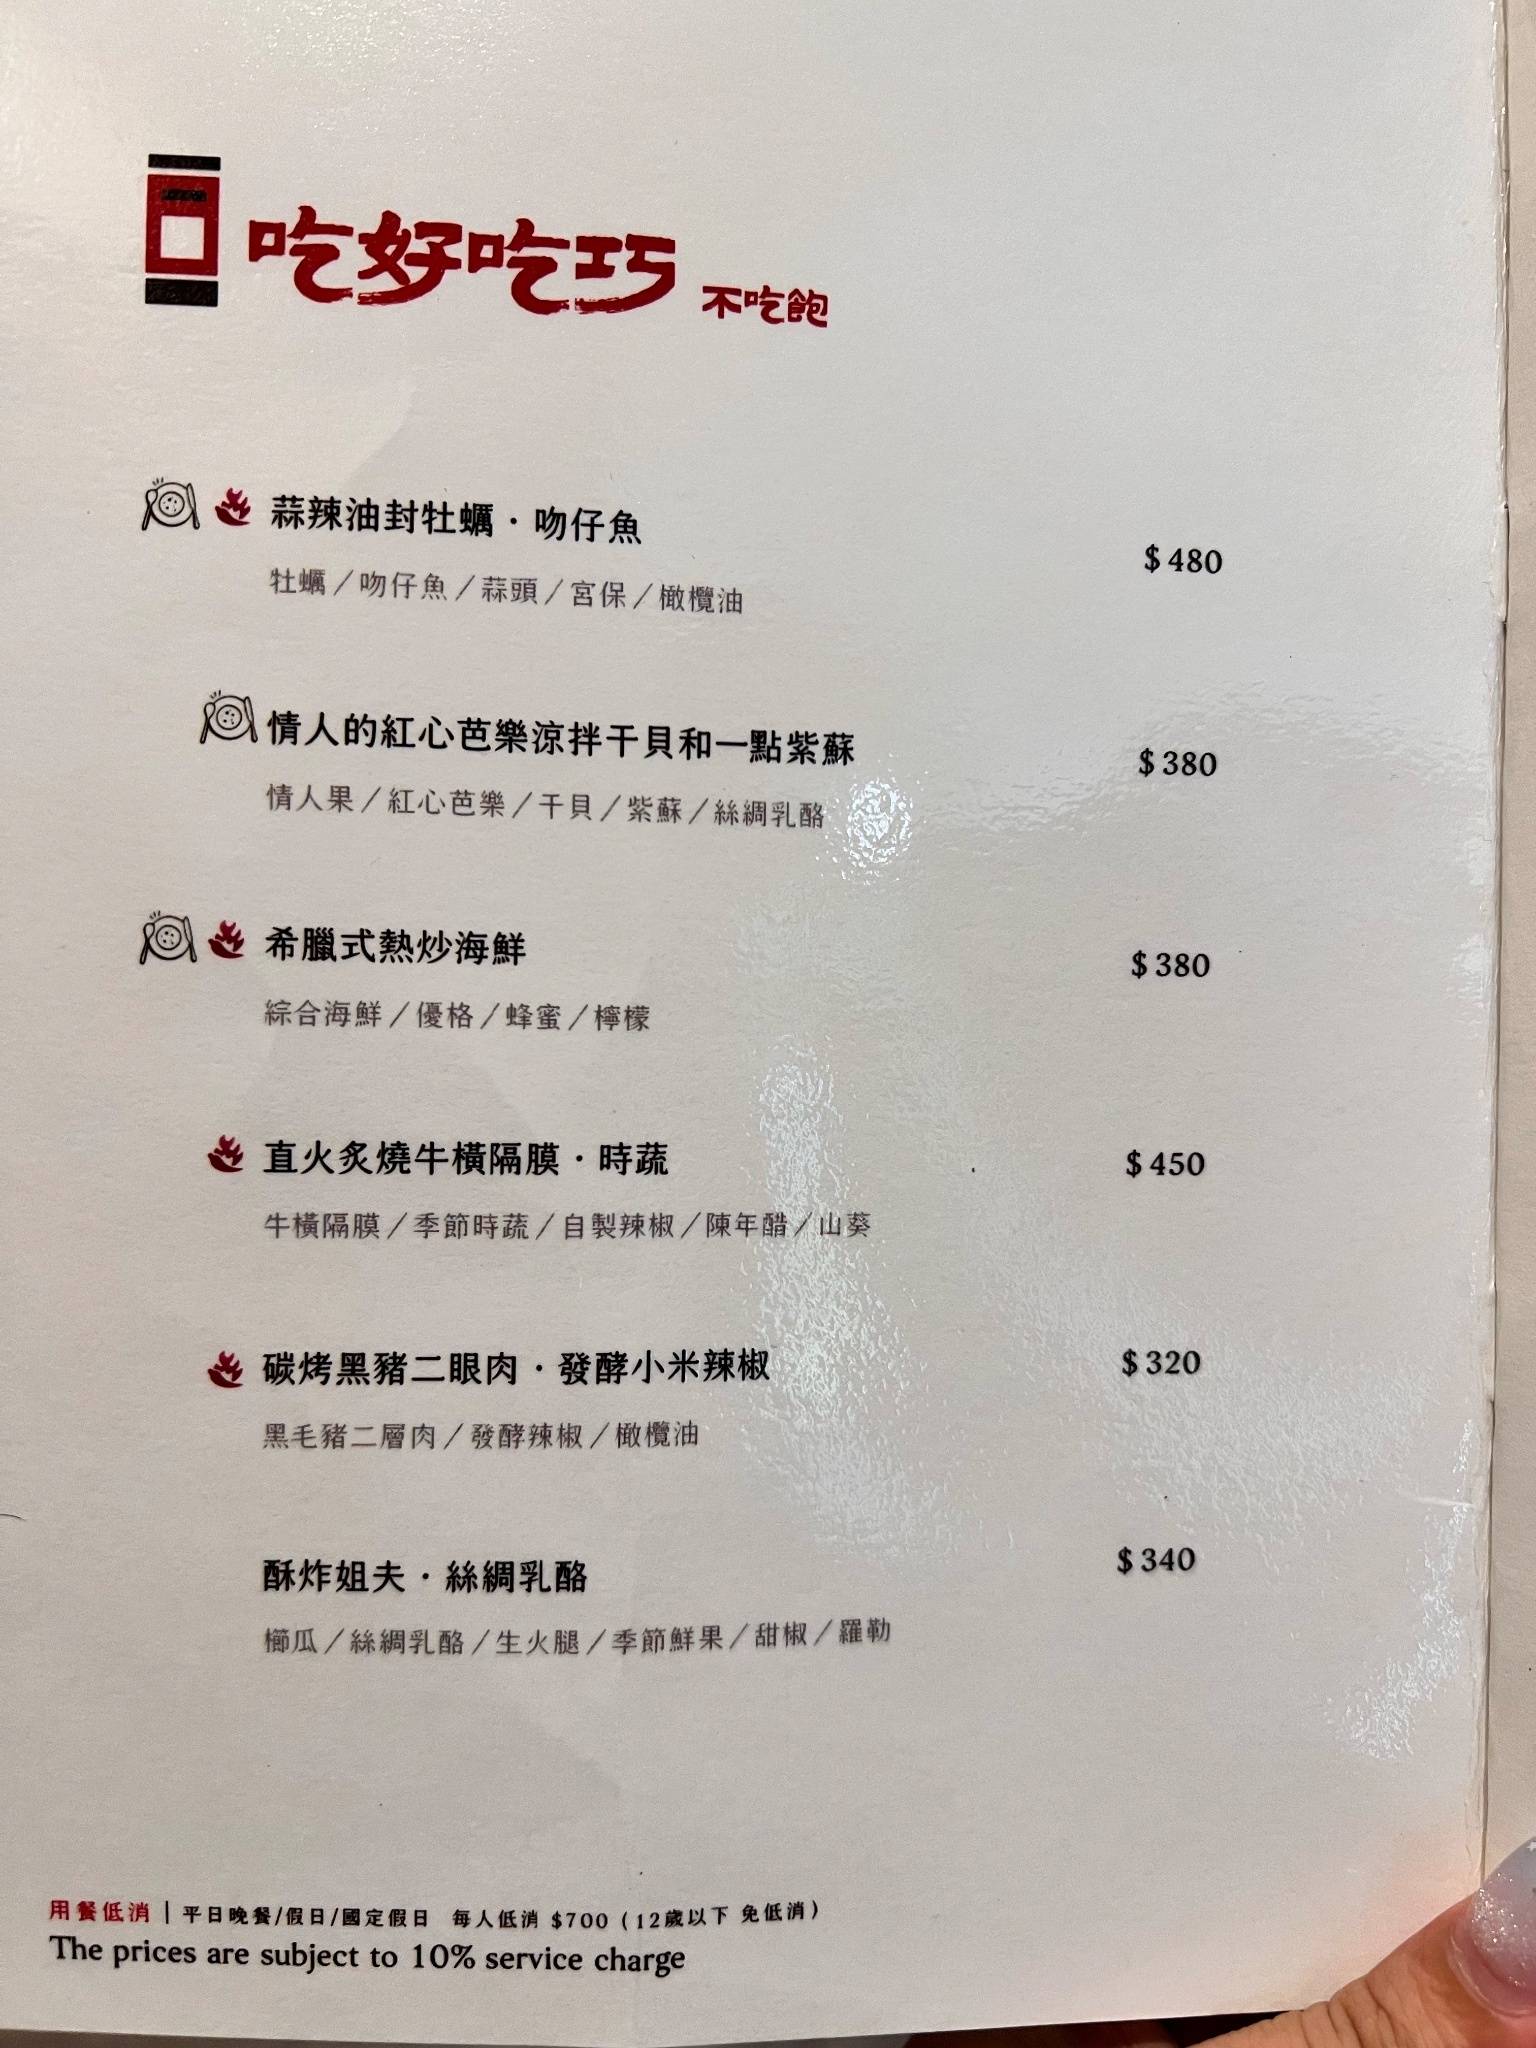 吃好吃巧 不吃飽
蒜辣油封牡蠣・吻仔魚 $480
牡蠣／吻仔魚／蒜頭／宮保／橄欖油
情人的紅心芭樂涼拌干貝和一點紫蘇 $380
情人果／紅心芭樂／干貝／紫蘇／絲綢乳酪
希臘式熱炒海鮮 $380
綜合海鮮／優格／蜂蜜／檸檬
直火炙燒牛橫隔膜・時蔬 $450
牛橫隔膜／季節時蔬／自製辣椒／陳年醋／山葵
碳烤黑豬二眼肉・發酵小米辣椒 $320
黑毛豬二層肉／發酵辣椒／橄欖油
酥炸姐夫・絲綢乳酪 $340
櫛瓜／絲綢乳酪／生火腿／季節鮮果／甜椒／羅勒
用餐低消 | 平日晚餐/假日/國定假日 每人低消 $700 (12歲以下 免低消)
The prices are subject to 10% service charge